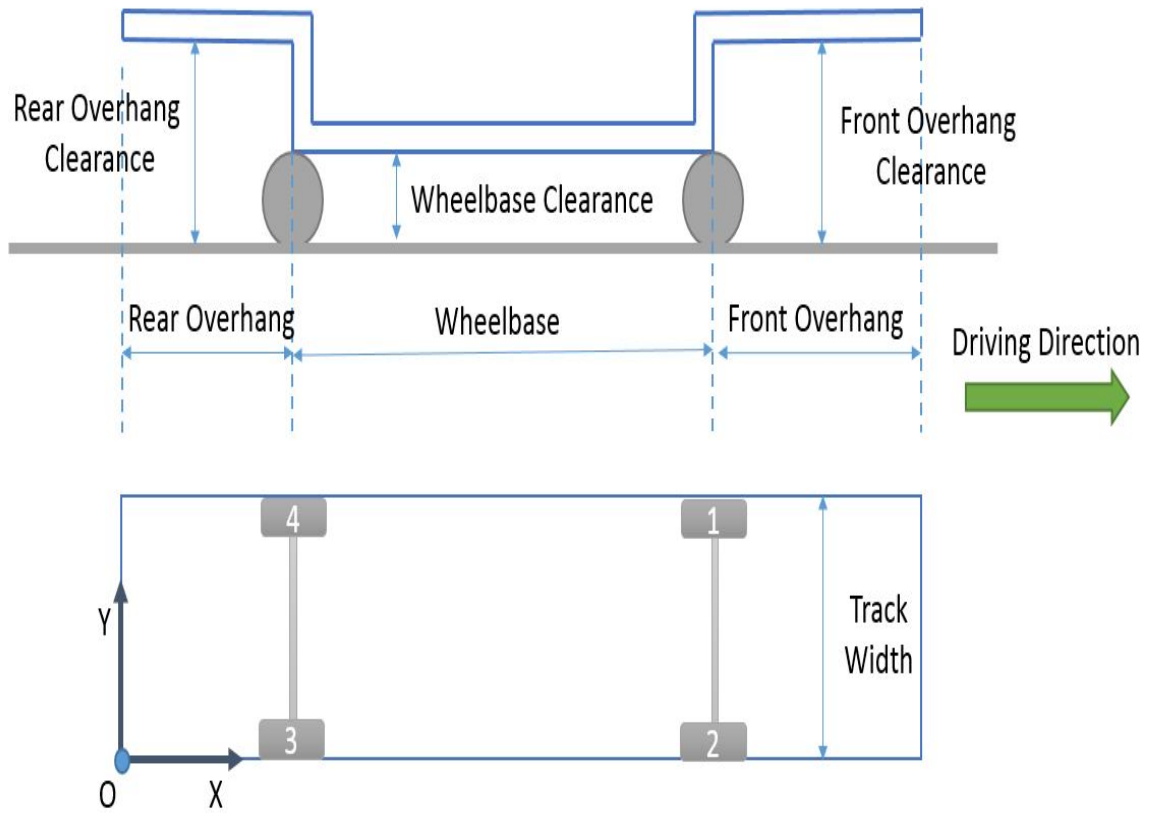 Rear Overhang
Clearance
Front Overhang
Clearance
Wheelbase Clearance
Rear Overhang
Wheelbase
Front Overhang
Driving Direction
4
1
Y
Track
Width
3
2
O
X